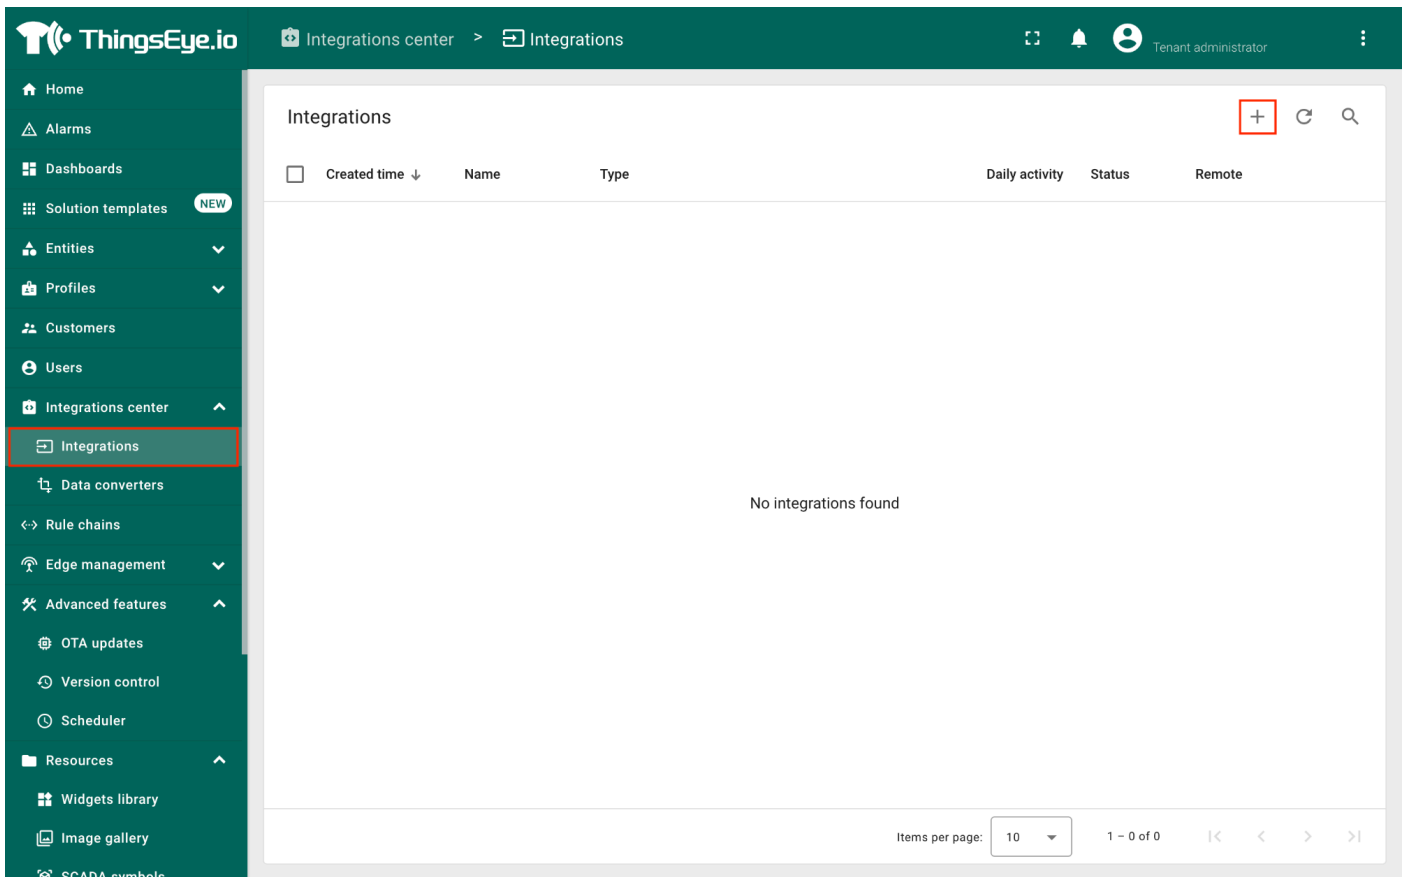 ThingsEye.io
Integrations center > Integrations
Tenant administrator
Home
Alarms
Dashboards
Solution templates NEW
Entities
Profiles
Customers
Users
Integrations center
Integrations
Data converters
Rule chains
Edge management
Advanced features
OTA updates
Version control
Scheduler
Resources
Widgets library
Image gallery
SCADA symbols
Integrations
Created time Name Type Daily activity Status Remote
No integrations found
Items per page: 10 1 – 0 of 0